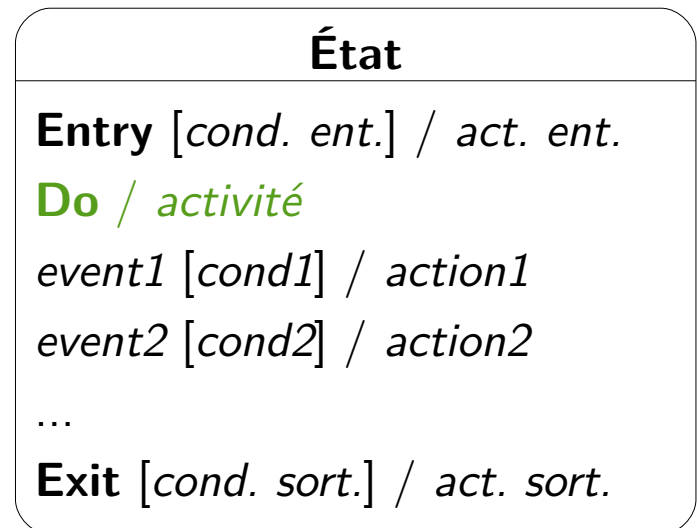 État
Entry [cond. ent.] / act. ent.
Do / activité
event1 [cond1] / action1
event2 [cond2] / action2
...
Exit [cond. sort.] / act. sort.